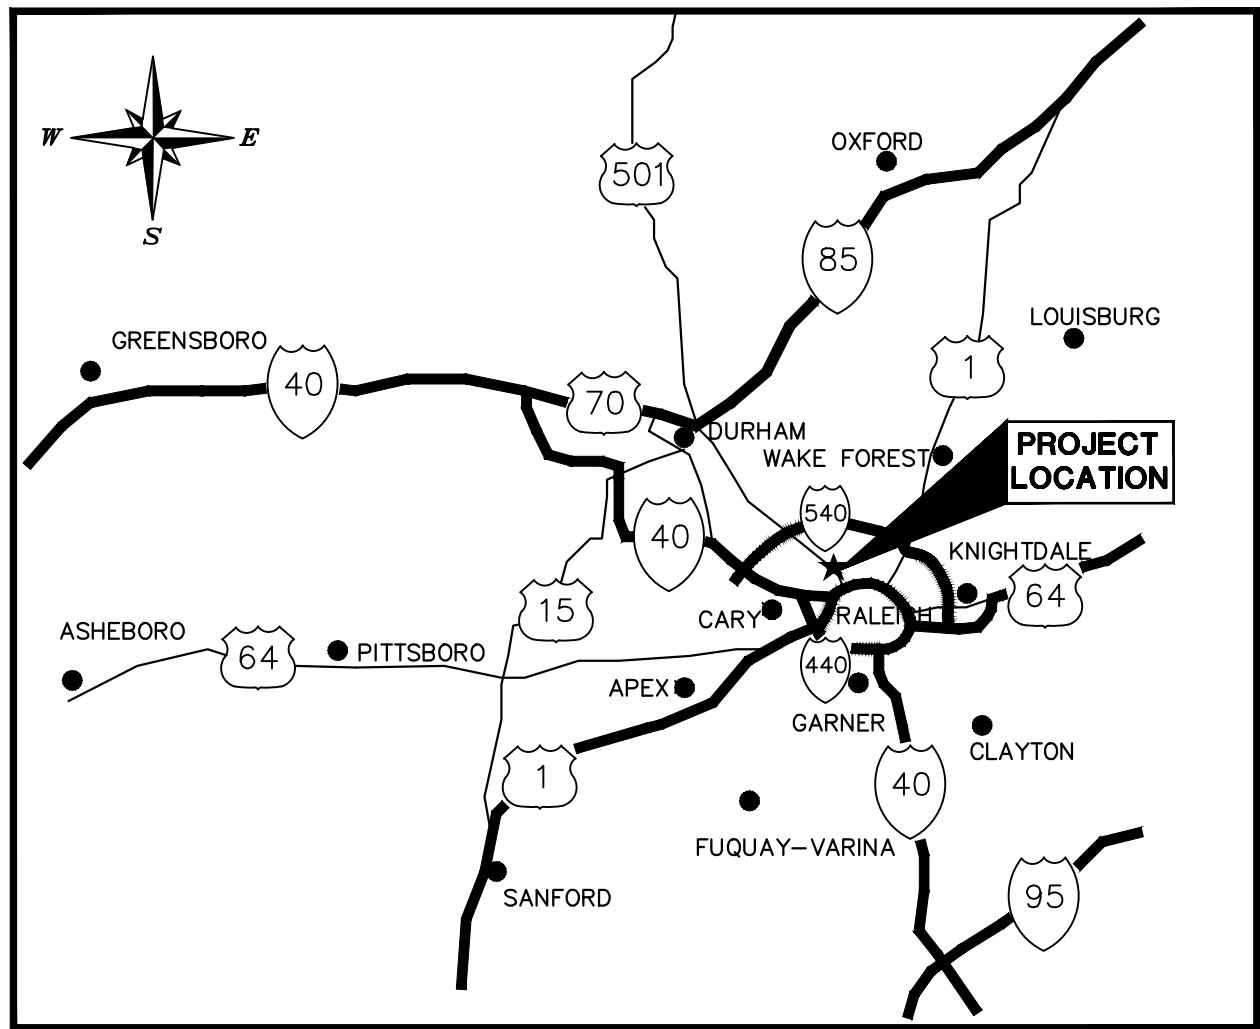 501
OXFORD
W
E
S
85
LOUISBURG
GREENSBORO
40
1
70
DURHAM
PROJECT
LOCATION
WAKE FOREST
540
40
KNIGHTDALE
15
64
CARY
RALEIGH
ASHEBORO
64
PITTSBORO
440
APEX
GARNER
CLAYTON
1
40
FUQUAY-VARINA
SANFORD
95